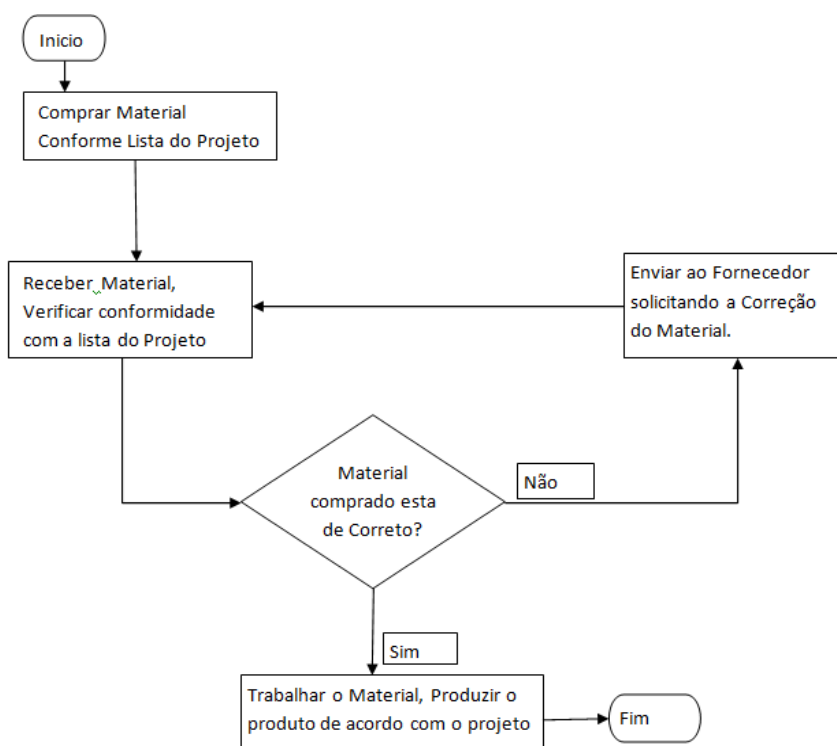 Inicio
Comprar Material
Conforme Lista do Projeto
Receber Material,
Verificar conformidade
com a lista do Projeto
Enviar ao Fornecedor
solicitando a Correção
do Material.
Material
comprado esta
de Correto?
Não
Sim
Trabalhar o Material, Produzir o
produto de acordo com o projeto
Fim